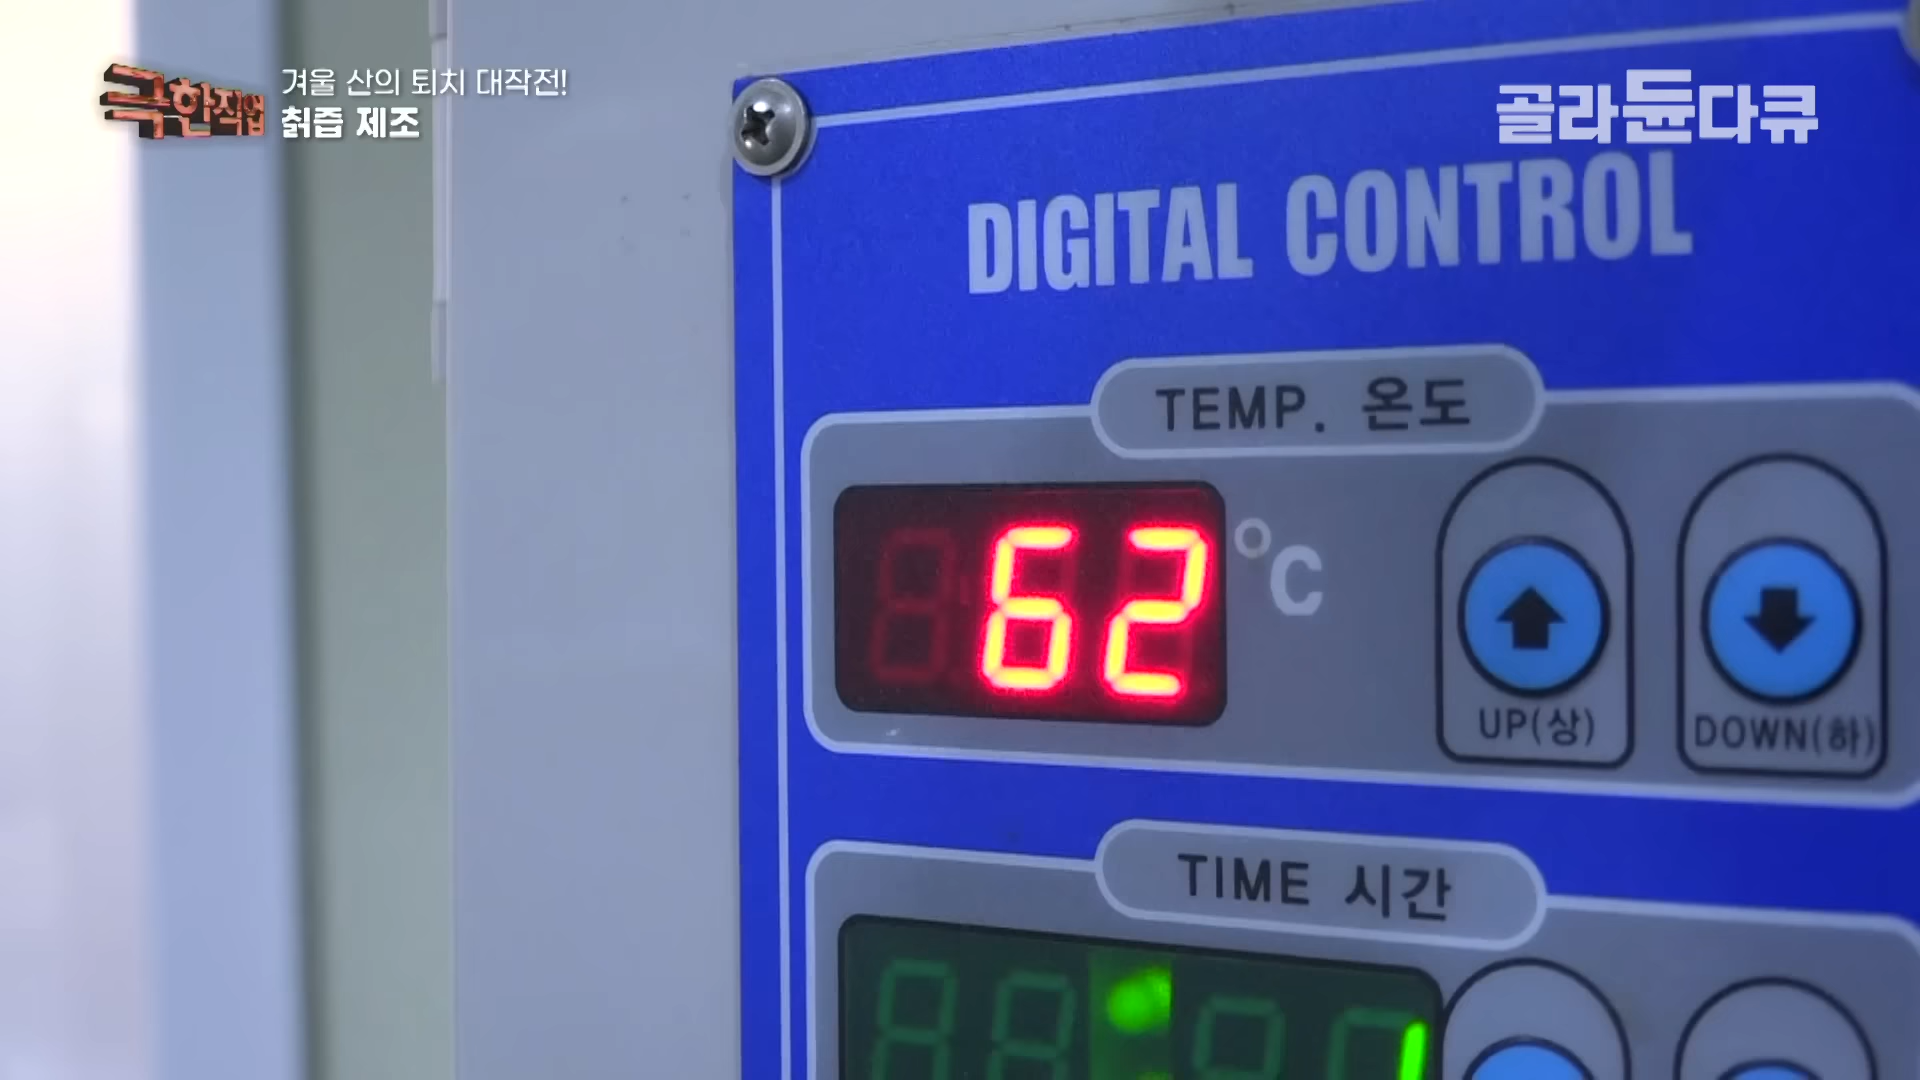 극한직업
겨울 산의 퇴치 대작전!
칡즙 제조
골라듄다큐
DIGITAL CONTROL
TEMP. 온도
62 °C
UP(상)
DOWN(하)
TIME 시간